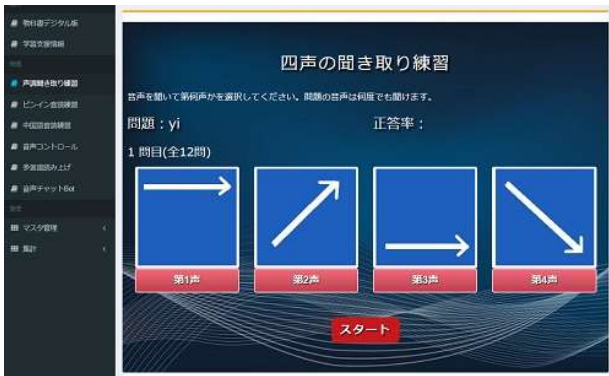 教科書デジタル版
学習支援情報
声調聞き取り練習
ピンイン音読練習
中国語音読練習
音声コントロール
多言語読み上げ
音声チャットBot
マスタ管理
集計
四声の聞き取り練習
音声を聞いて第何声かを選択してください。問題の音声は何度でも聞けます。
問題：yi
正答率：
1 問目(全12問)
第1声
第2声
第3声
第4声
スタート